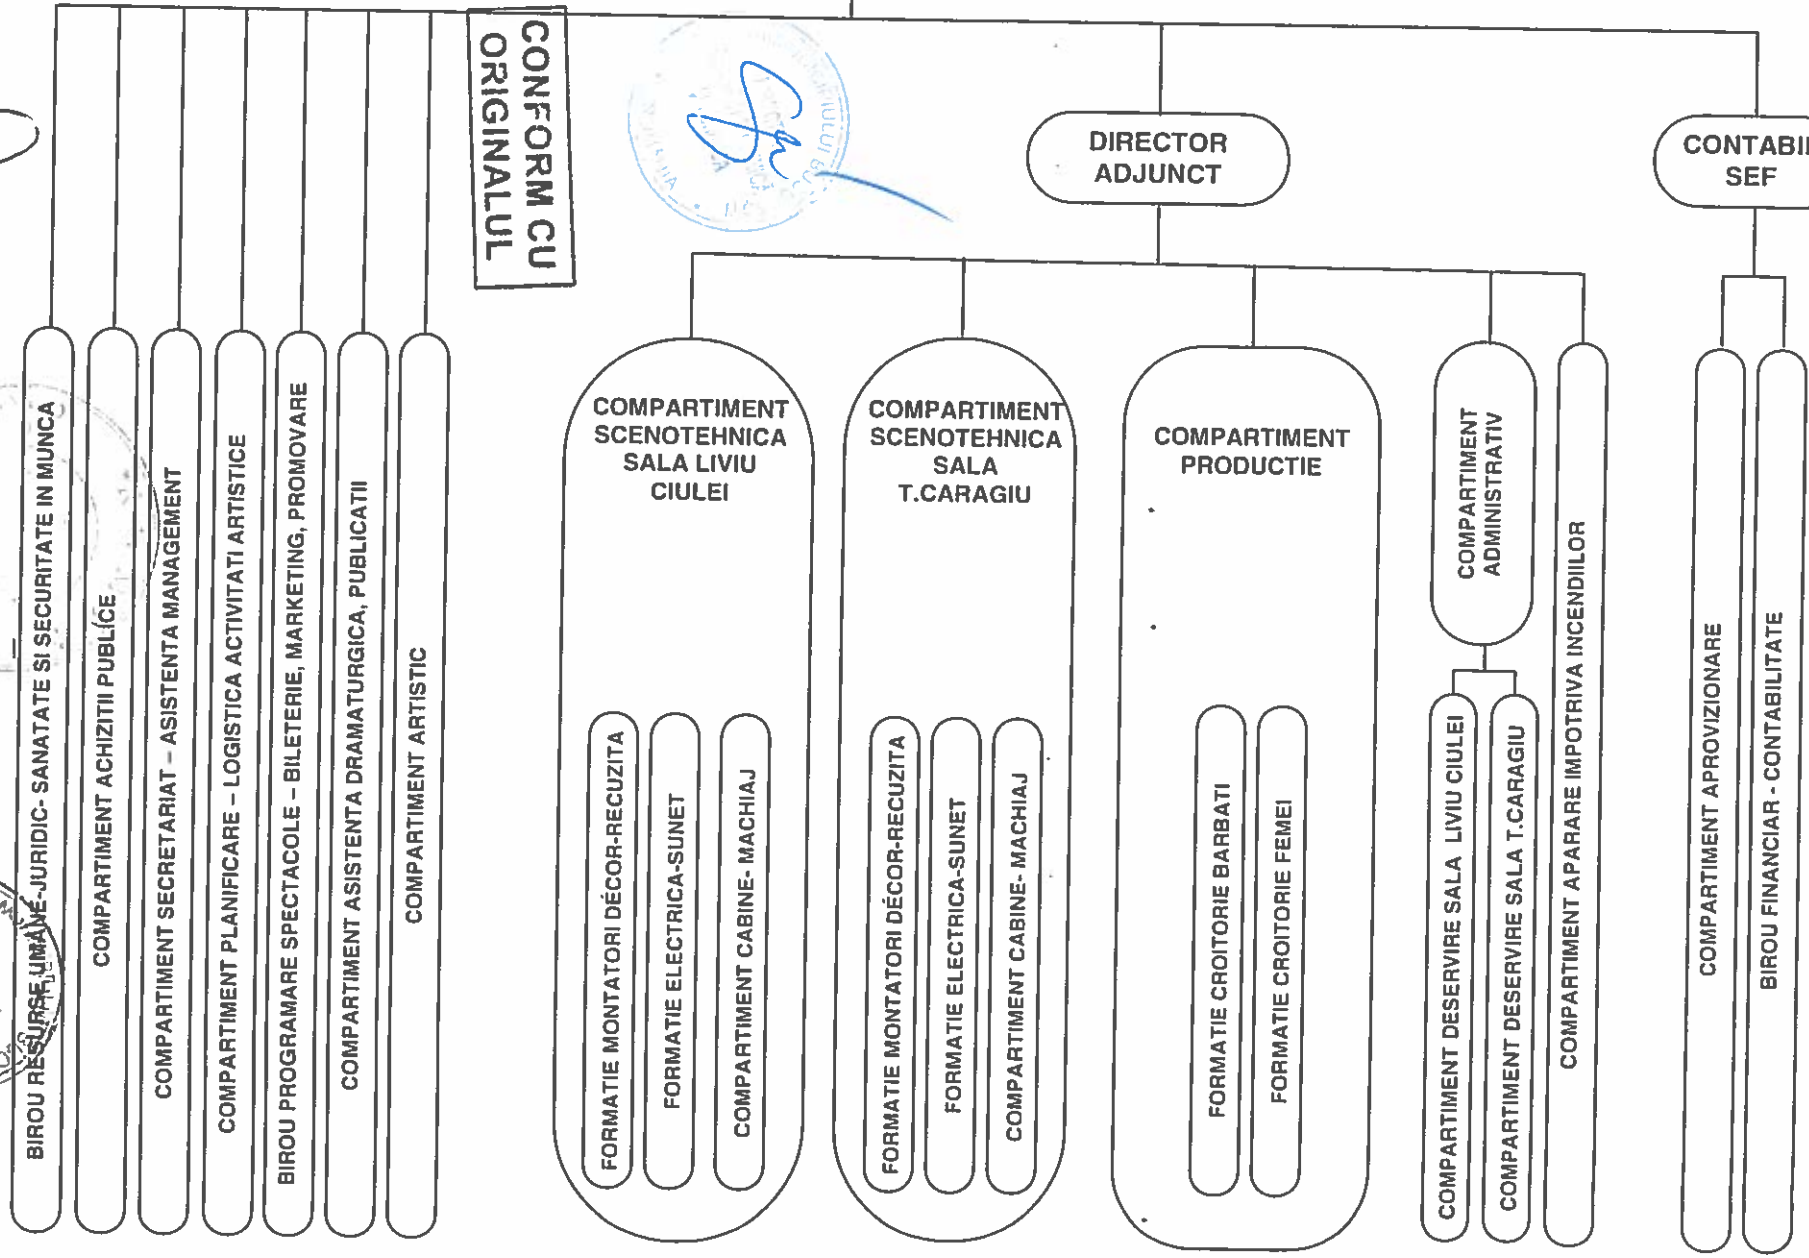 CONFORM CU
ORIGINALUL
DIRECTOR
ADJUNCT
CONTABIL
SEF
BIROU RESURSE UMANE-JURIDIC- SANATATE SI SECURITATE IN MUNCA
COMPARTIMENT ACHIZITII PUBLICE
COMPARTIMENT SECRETARIAT – ASISTENTA MANAGEMENT
COMPARTIMENT PLANIFICARE – LOGISTICA ACTIVITATI ARTISTICE
BIROU PROGRAMARE SPECTACOLE – BILETERIE, MARKETING, PROMOVARE
COMPARTIMENT ASISTENTA DRAMATURGICA, PUBLICATII
COMPARTIMENT ARTISTIC
COMPARTIMENT
SCENOTEHNICA
SALA LIVIU
CIULEI
FORMATIE MONTATORI DÉCOR-RECUZITA
FORMATIE ELECTRICA-SUNET
COMPARTIMENT CABINE- MACHIAJ
COMPARTIMENT
SCENOTEHNICA
SALA
T.CARAGIU
FORMATIE MONTATORI DÉCOR-RECUZITA
FORMATIE ELECTRICA-SUNET
COMPARTIMENT CABINE- MACHIAJ
COMPARTIMENT
PRODUCTIE
FORMATIE CROITORIE BARBATI
FORMATIE CROITORIE FEMEI
COMPARTIMENT
ADMINISTRATIV
COMPARTIMENT DESERVIRE SALA LIVIU CIULEI
COMPARTIMENT DESERVIRE SALA T.CARAGIU
COMPARTIMENT APARARE IMPOTRIVA INCENDIILOR
COMPARTIMENT APROVIZIONARE
BIROU FINANCIAR - CONTABILITATE